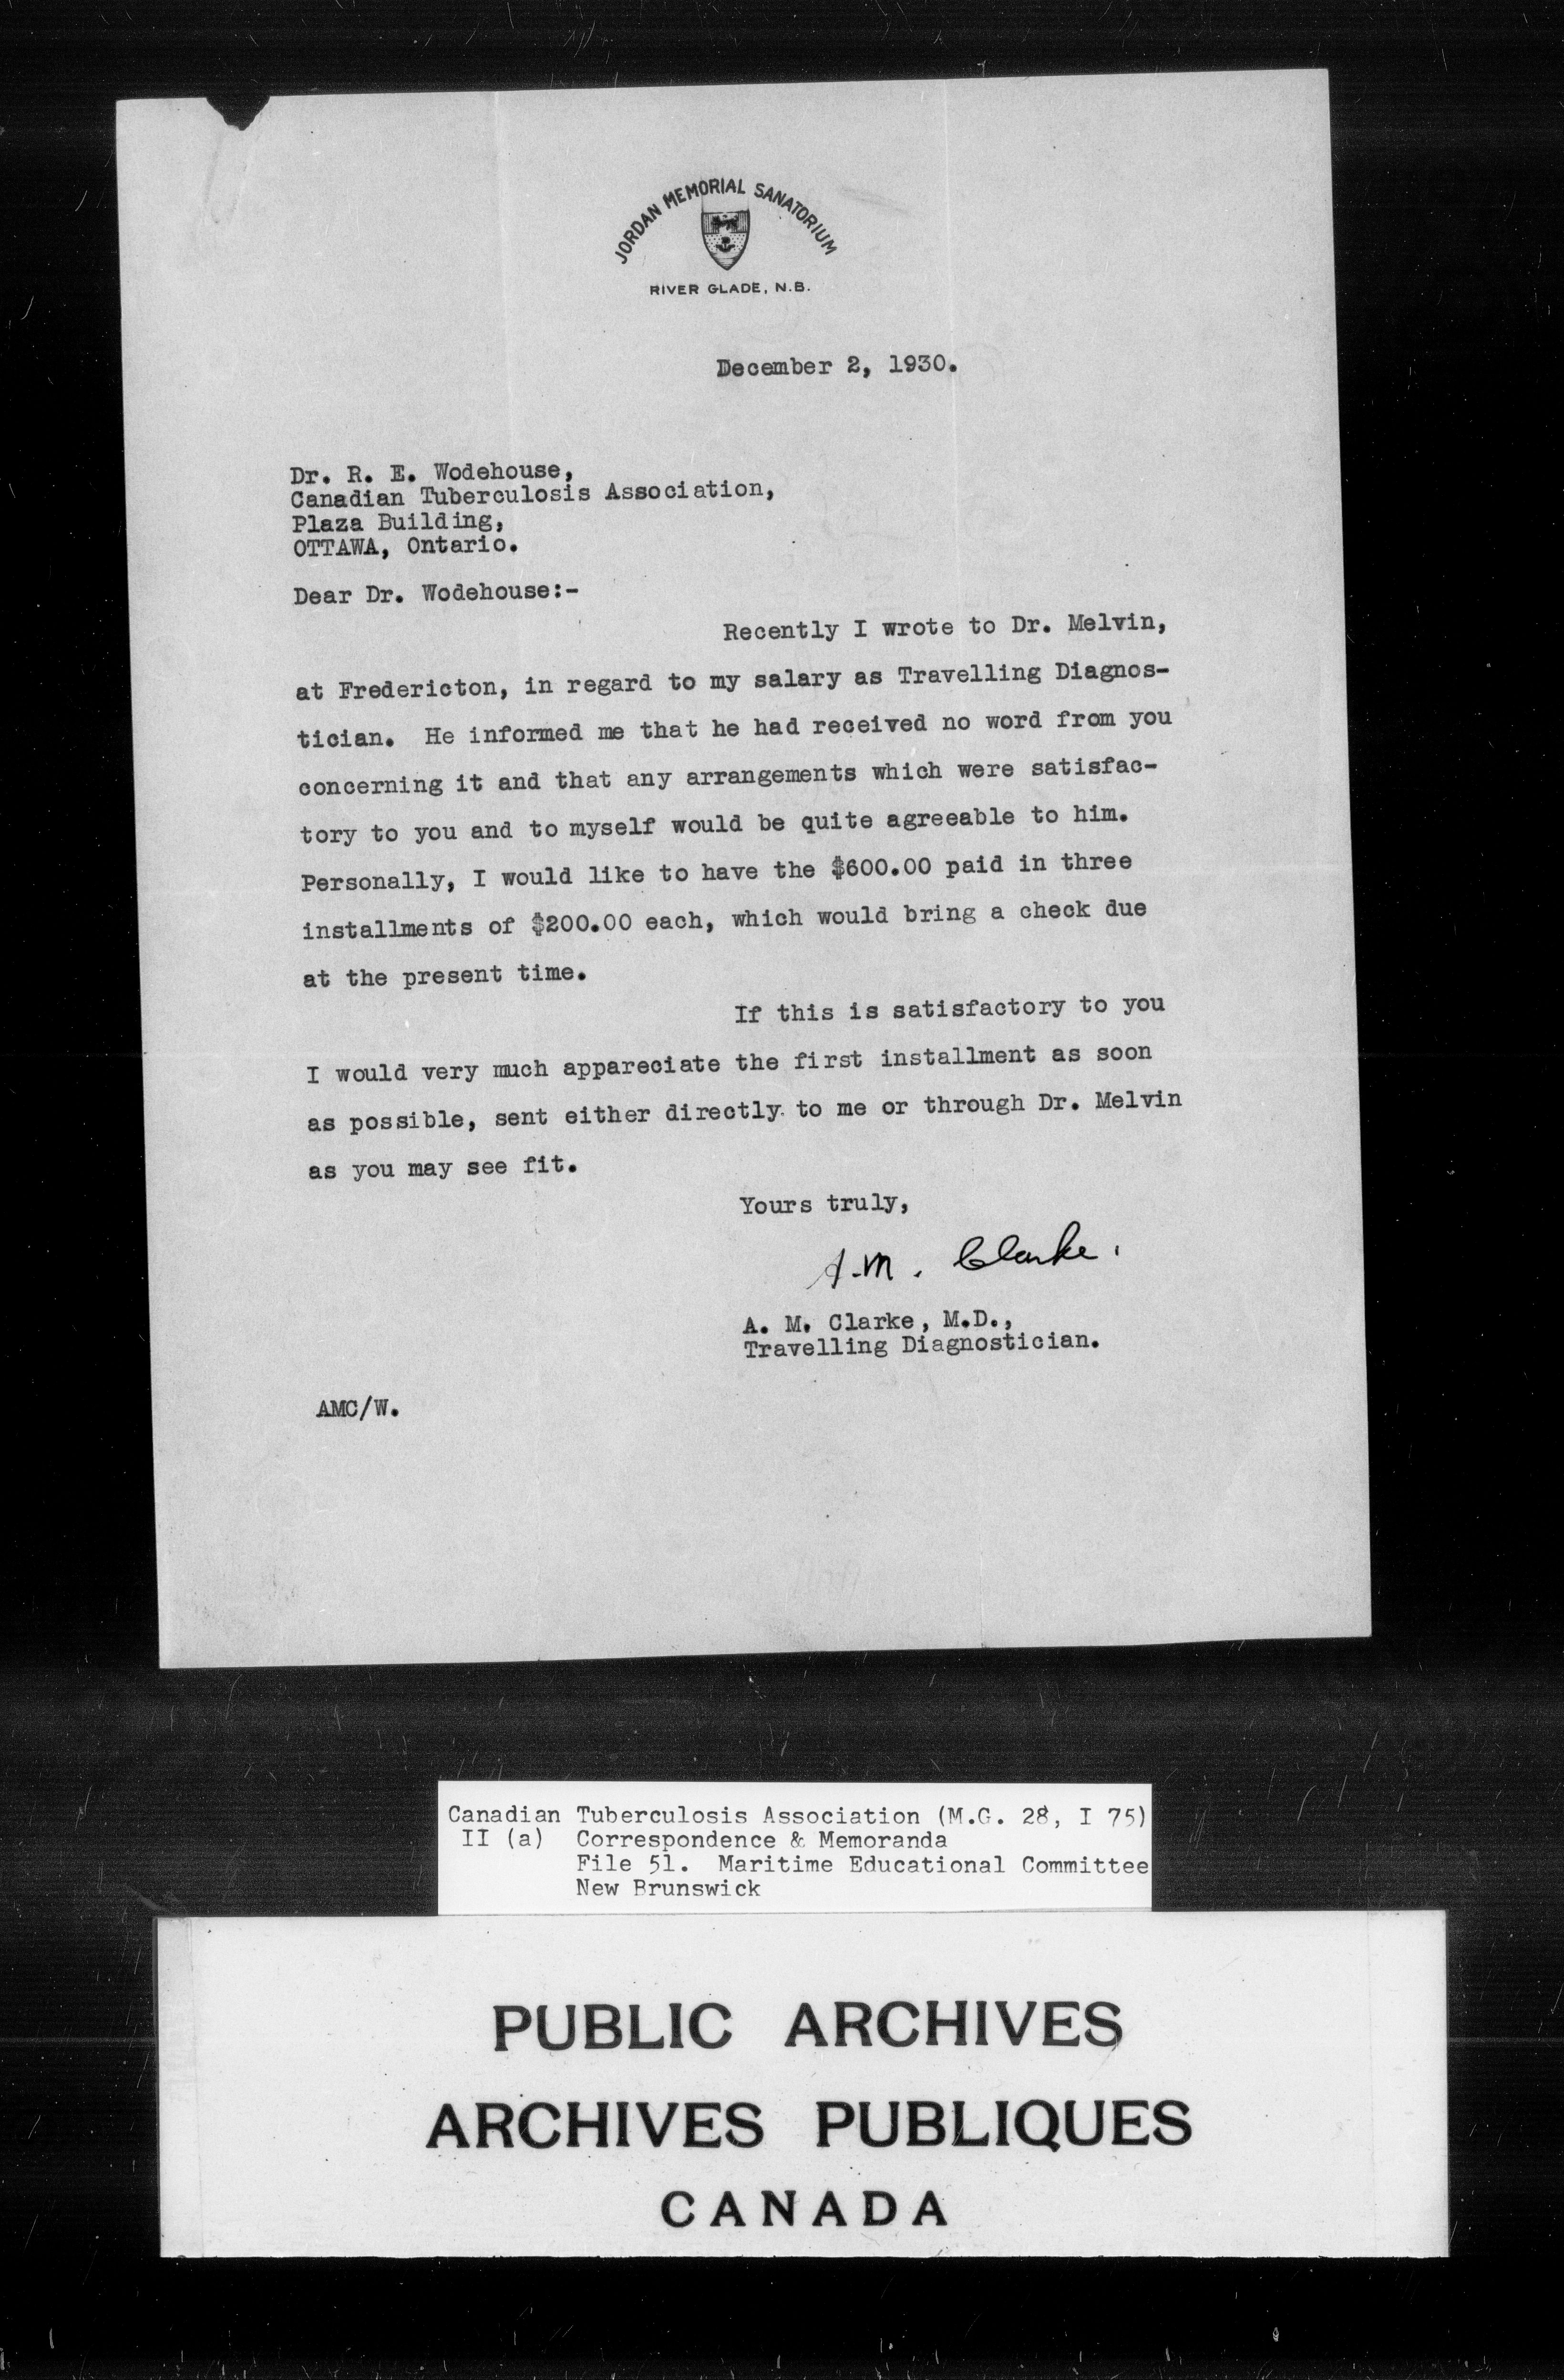 JORDAN MEMORIAL SANATORIUM
RIVER GLADE, N.B.
December 2, 1930.
Dr. R. E. Wodehouse,
Canadian Tuberculosis Association,
Plaza Building,
OTTAWA, Ontario.
Dear Dr. Wodehouse:-
Recently I wrote to Dr. Melvin,
at Fredericton, in regard to my salary as Travelling Diagnos-
tician. He informed me that he had received no word from you
concerning it and that any arrangements which were satisfac-
tory to you and to myself would be quite agreeable to him.
Personally, I would like to have the $600.00 paid in three
installments of $200.00 each, which would bring a check due
at the present time.
If this is satisfactory to you
I would very much appareciate the first installment as soon
as possible, sent either directly to me or through Dr. Melvin
as you may see fit.
Yours truly,
A. M. Clarke.
A. M. Clarke, M.D.,
Travelling Diagnostician.
AMC/W.
Canadian Tuberculosis Association (M.G. 28, I 75)
II (a) Correspondence & Memoranda
File 51. Maritime Educational Committee
New Brunswick
PUBLIC ARCHIVES
ARCHIVES PUBLIQUES
CANADA